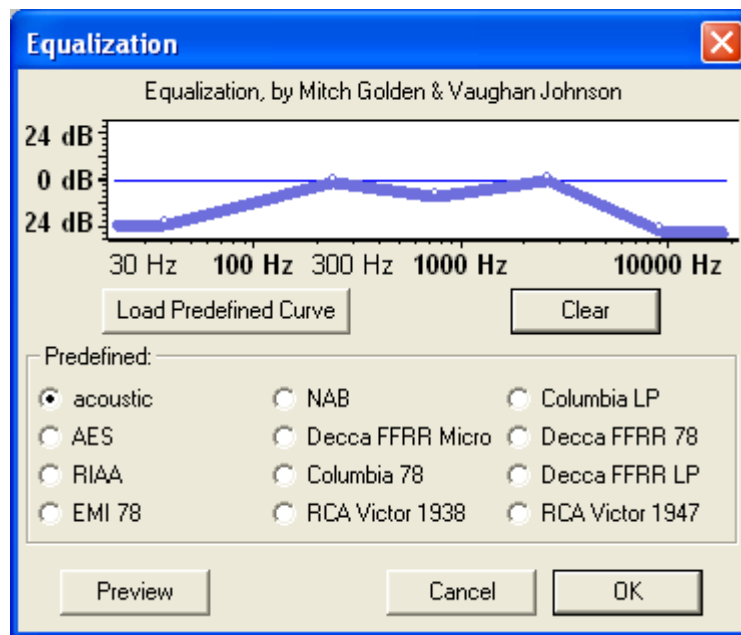 Equalization
Equalization, by Mitch Golden & Vaughan Johnson
24 dB
0 dB
24 dB
30 Hz 100 Hz 300 Hz 1000 Hz 10000 Hz
Load Predefined Curve Clear
Predefined:
acoustic NAB Columbia LP
AES Decca FFRR Micro Decca FFRR 78
RIAA Columbia 78 Decca FFRR LP
EMI 78 RCA Victor 1938 RCA Victor 1947
Preview Cancel OK